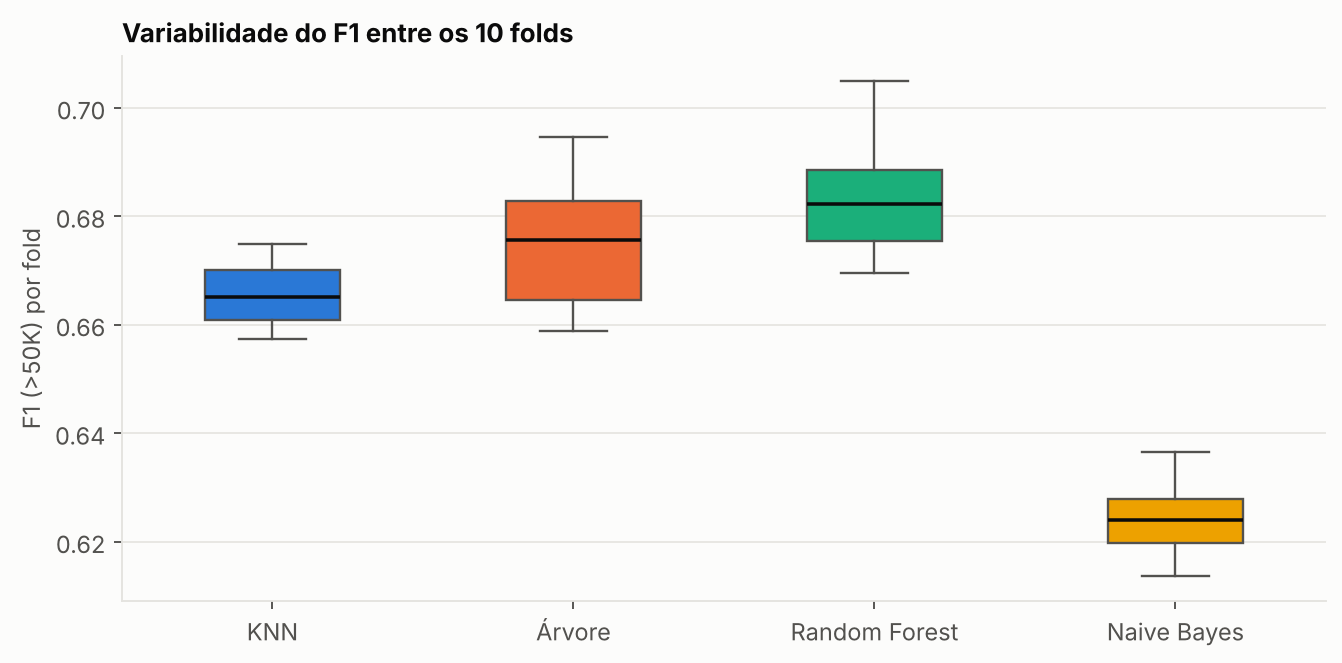 Variabilidade do F1 entre os 10 folds
F1 (>50K) por fold
0.70
0.68
0.66
0.64
0.62
KNN
Árvore
Random Forest
Naive Bayes